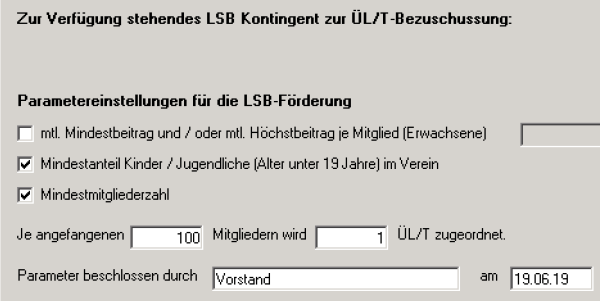 Zur Verfügung stehendes LSB Kontingent zur ÜL/T-Bezuschussung:
Parametereinstellungen für die LSB-Förderung
mtl. Mindestbeitrag und / oder mtl. Höchstbeitrag je Mitglied (Erwachsene)
Mindestanteil Kinder / Jugendliche (Alter unter 19 Jahre) im Verein
Mindestmitgliederzahl
Je angefangenen 100 Mitgliedern wird 1 ÜL/T zugeordnet.
Parameter beschlossen durch Vorstand am 19.06.19